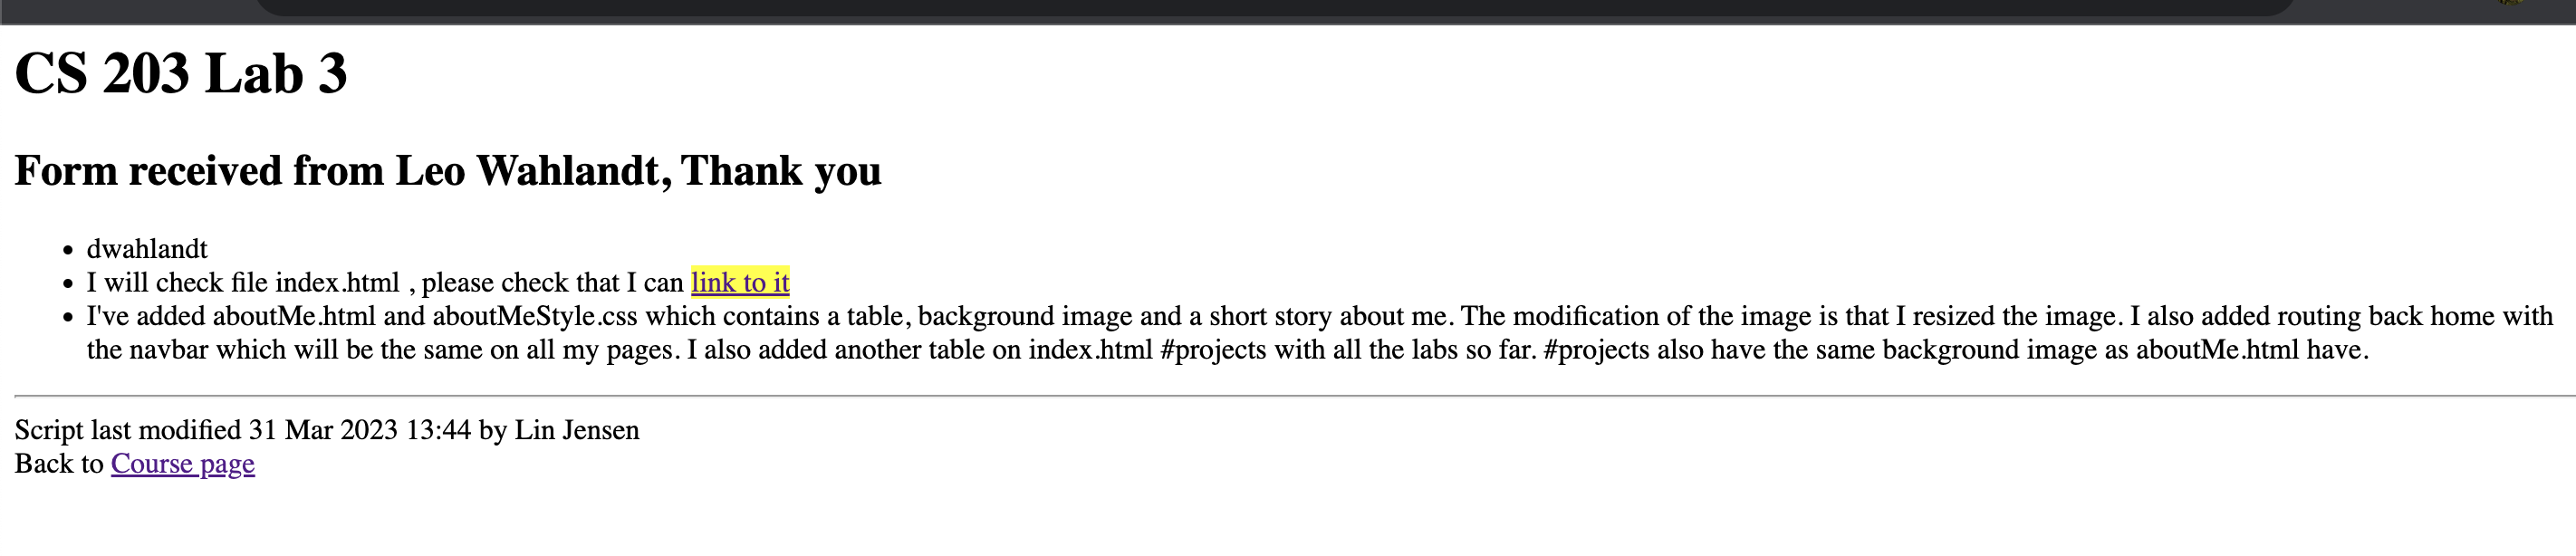 CS 203 Lab 3
Form received from Leo Wahlandt, Thank you
dwahlandt
I will check file index.html , please check that I can link to it
I've added aboutMe.html and aboutMeStyle.css which contains a table, background image and a short story about me. The modification of the image is that I resized the image. I also added routing back home with
the navbar which will be the same on all my pages. I also added another table on index.html #projects with all the labs so far. #projects also have the same background image as aboutMe.html have.
Script last modified 31 Mar 2023 13:44 by Lin Jensen
Back to Course page